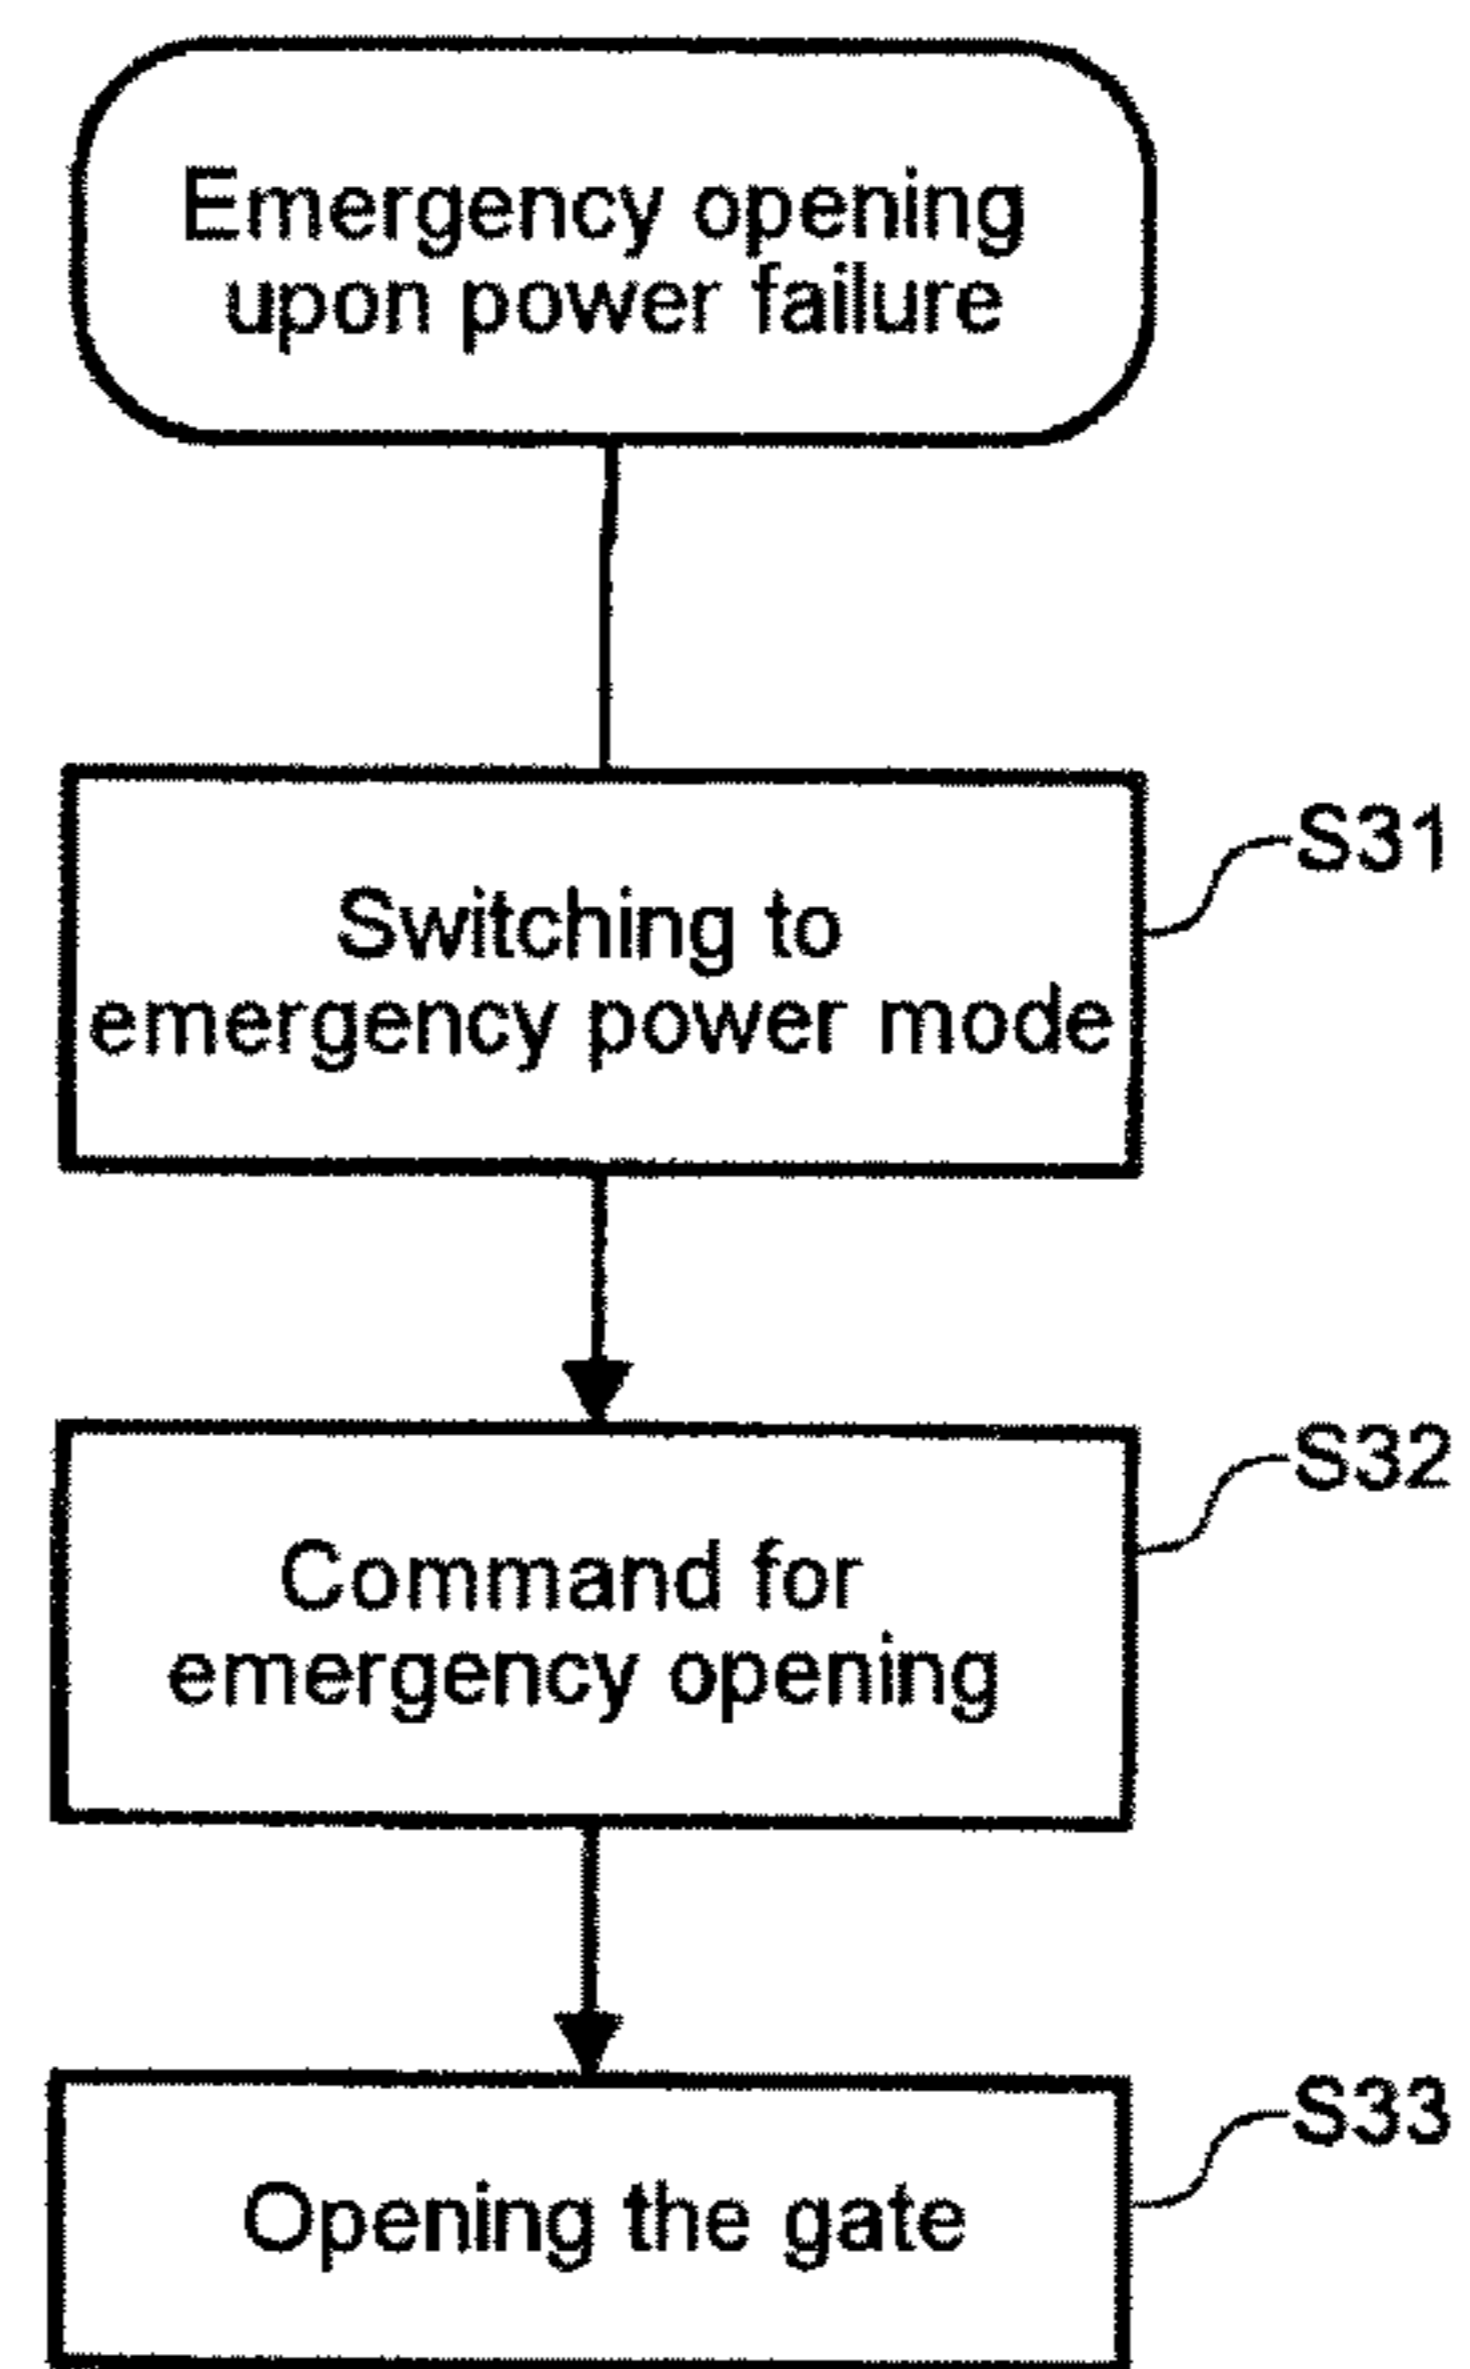 Emergency opening
upon power failure
S31
Switching to
emergency power mode
S32
Command for
emergency opening
S33
Opening the gate